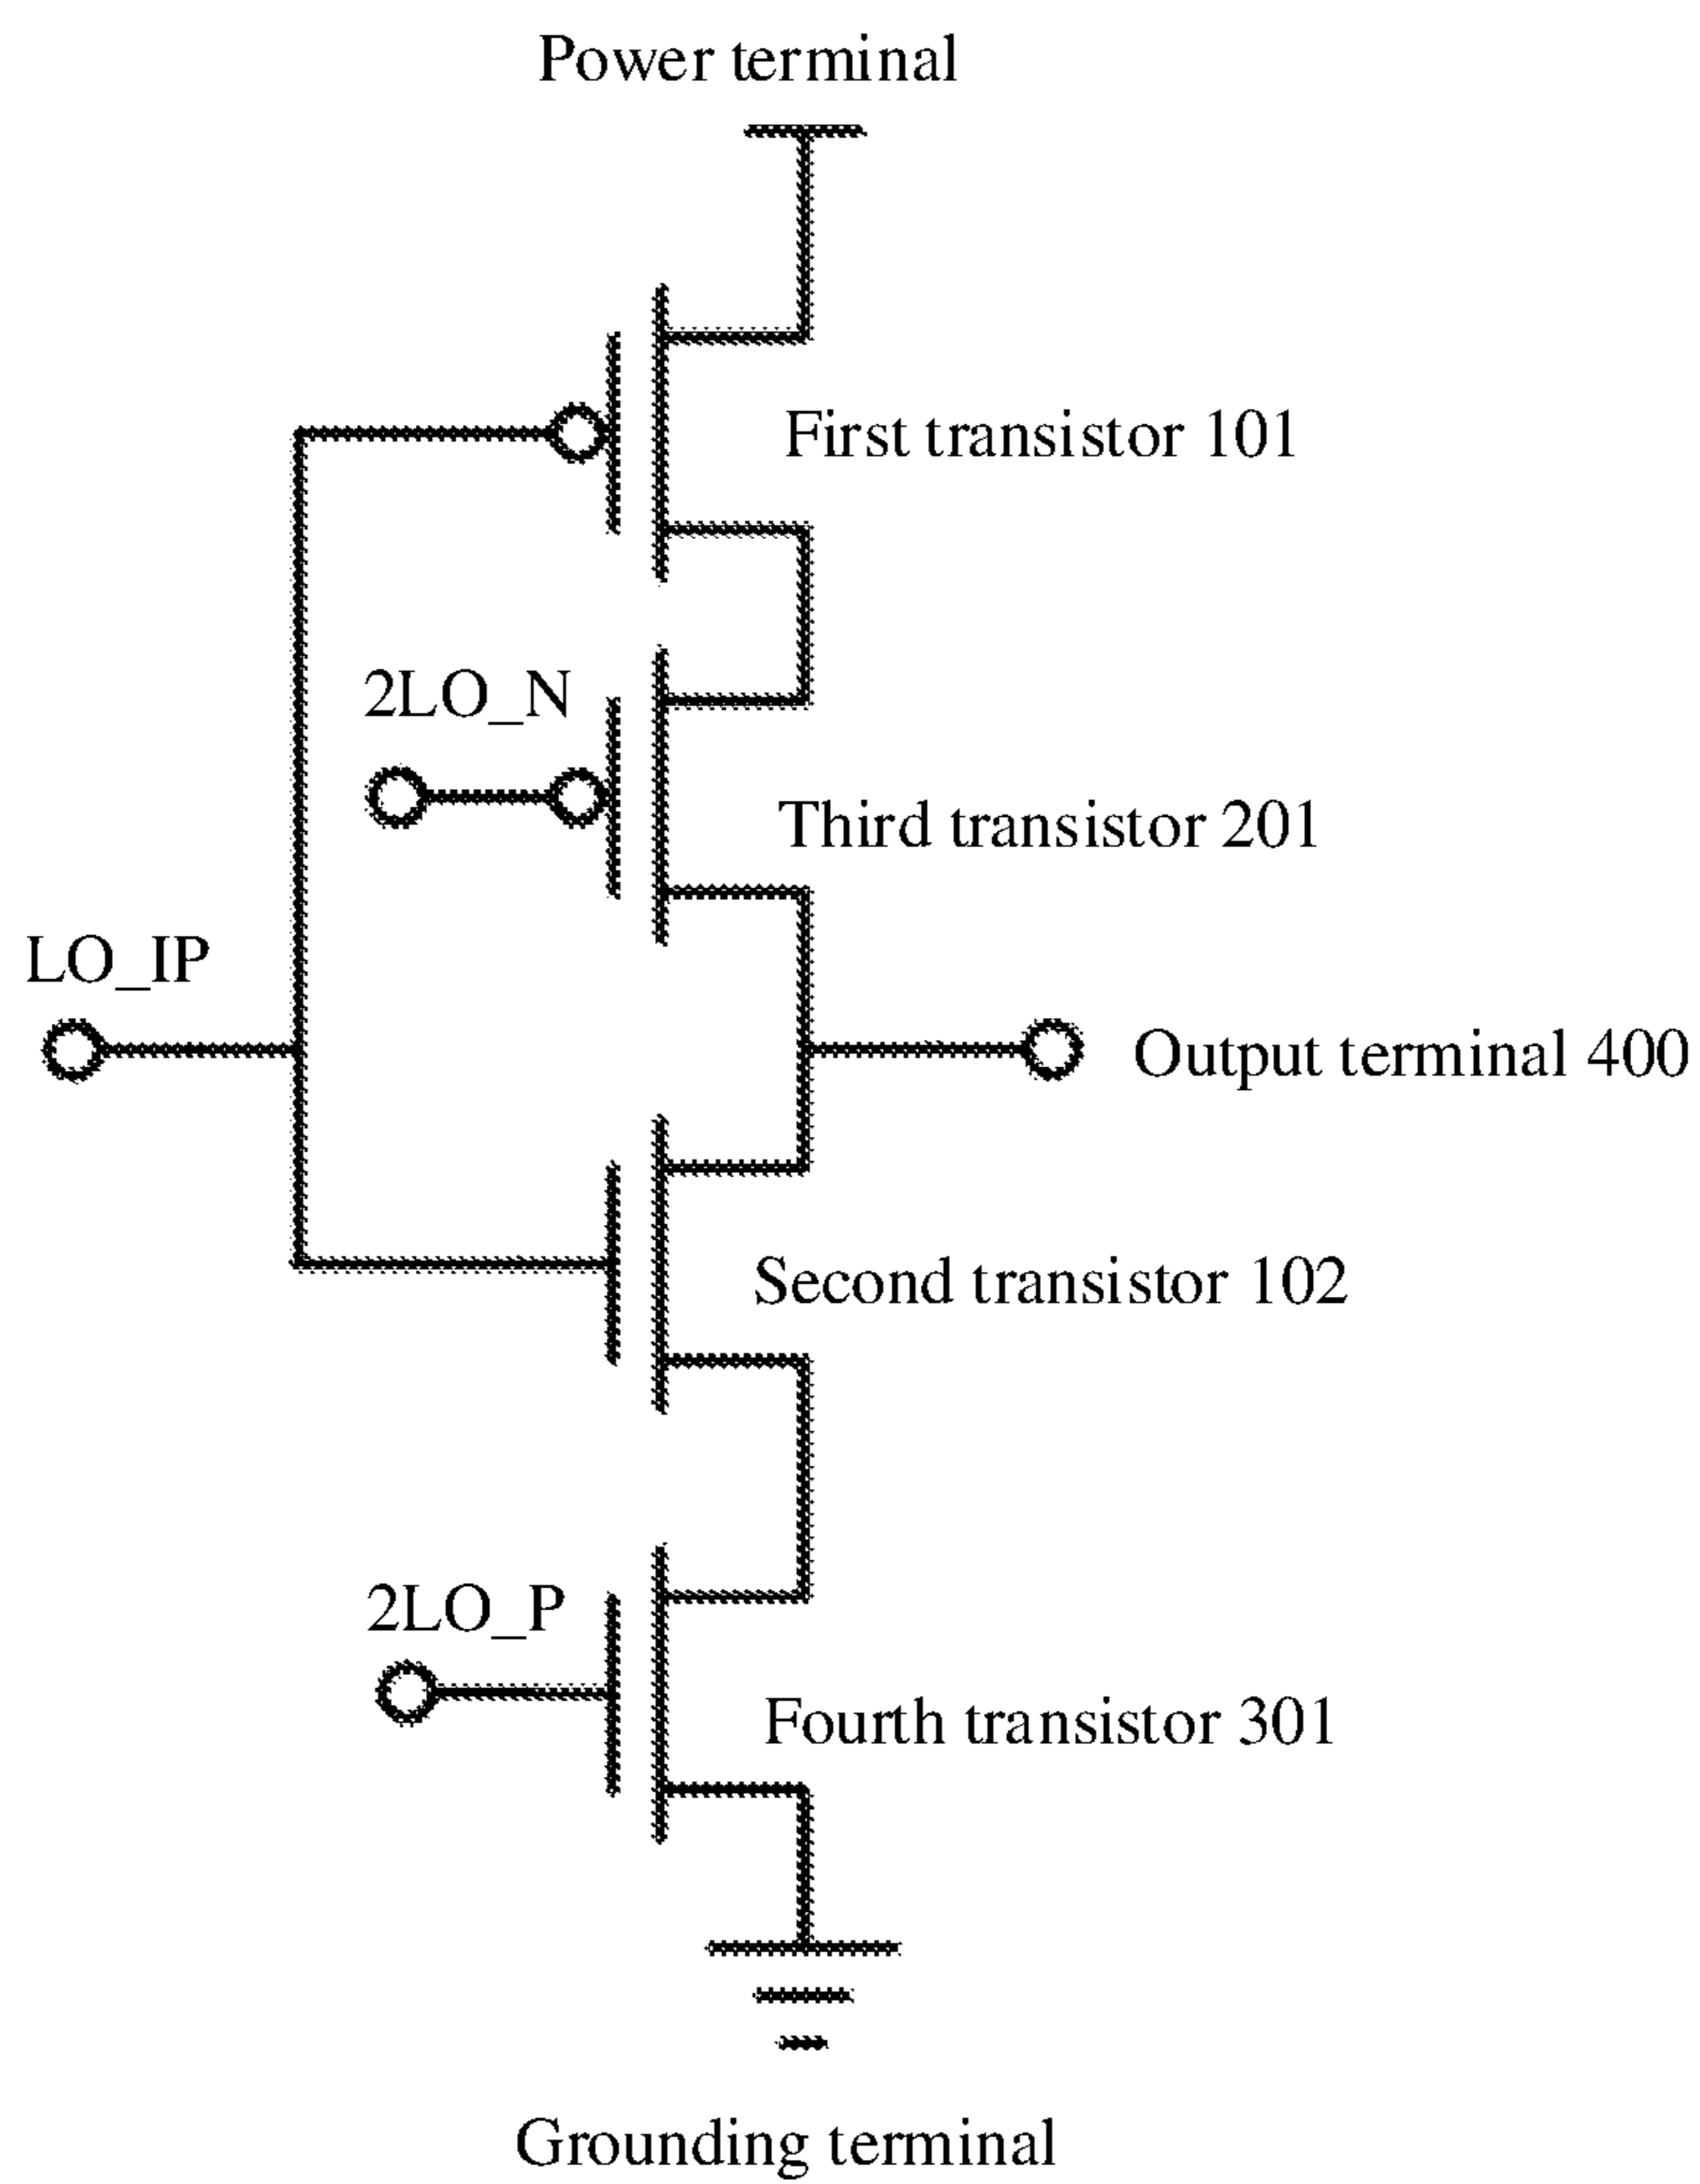 Power terminal
First transistor 101
2LO_N
Third transistor 201
LO_IP
Output terminal 400
Second transistor 102
2LO_P
Fourth transistor 301
Grounding terminal